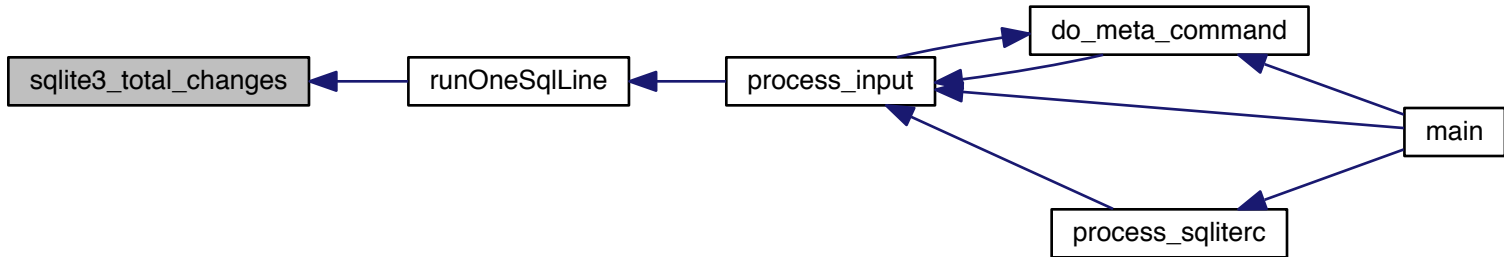 sqlite3_total_changes
runOneSqlLine
process_input
do_meta_command
main
process_sqliterc